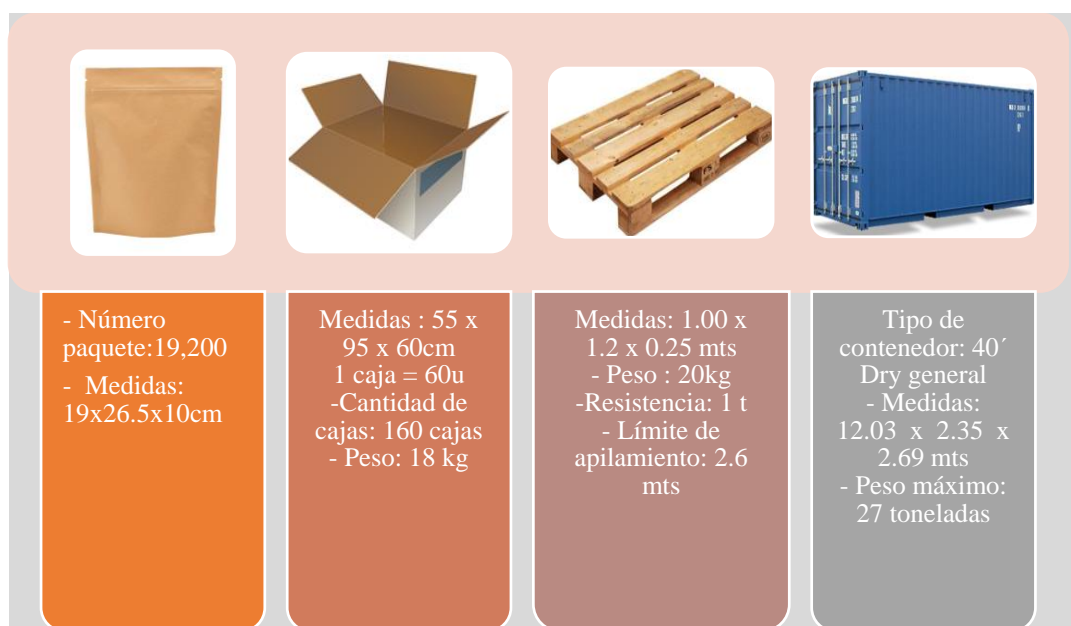 - Número
paquete:19,200
- Medidas:
19x26.5x10cm
Medidas : 55 x
95 x 60cm
1 caja = 60u
-Cantidad de
cajas: 160 cajas
- Peso: 18 kg
Medidas: 1.00 x
1.2 x 0.25 mts
- Peso : 20kg
-Resistencia: 1 t
- Límite de
apilamiento: 2.6
mts
Tipo de
contenedor: 40´
Dry general
- Medidas:
12.03 x 2.35 x
2.69 mts
- Peso máximo:
27 toneladas